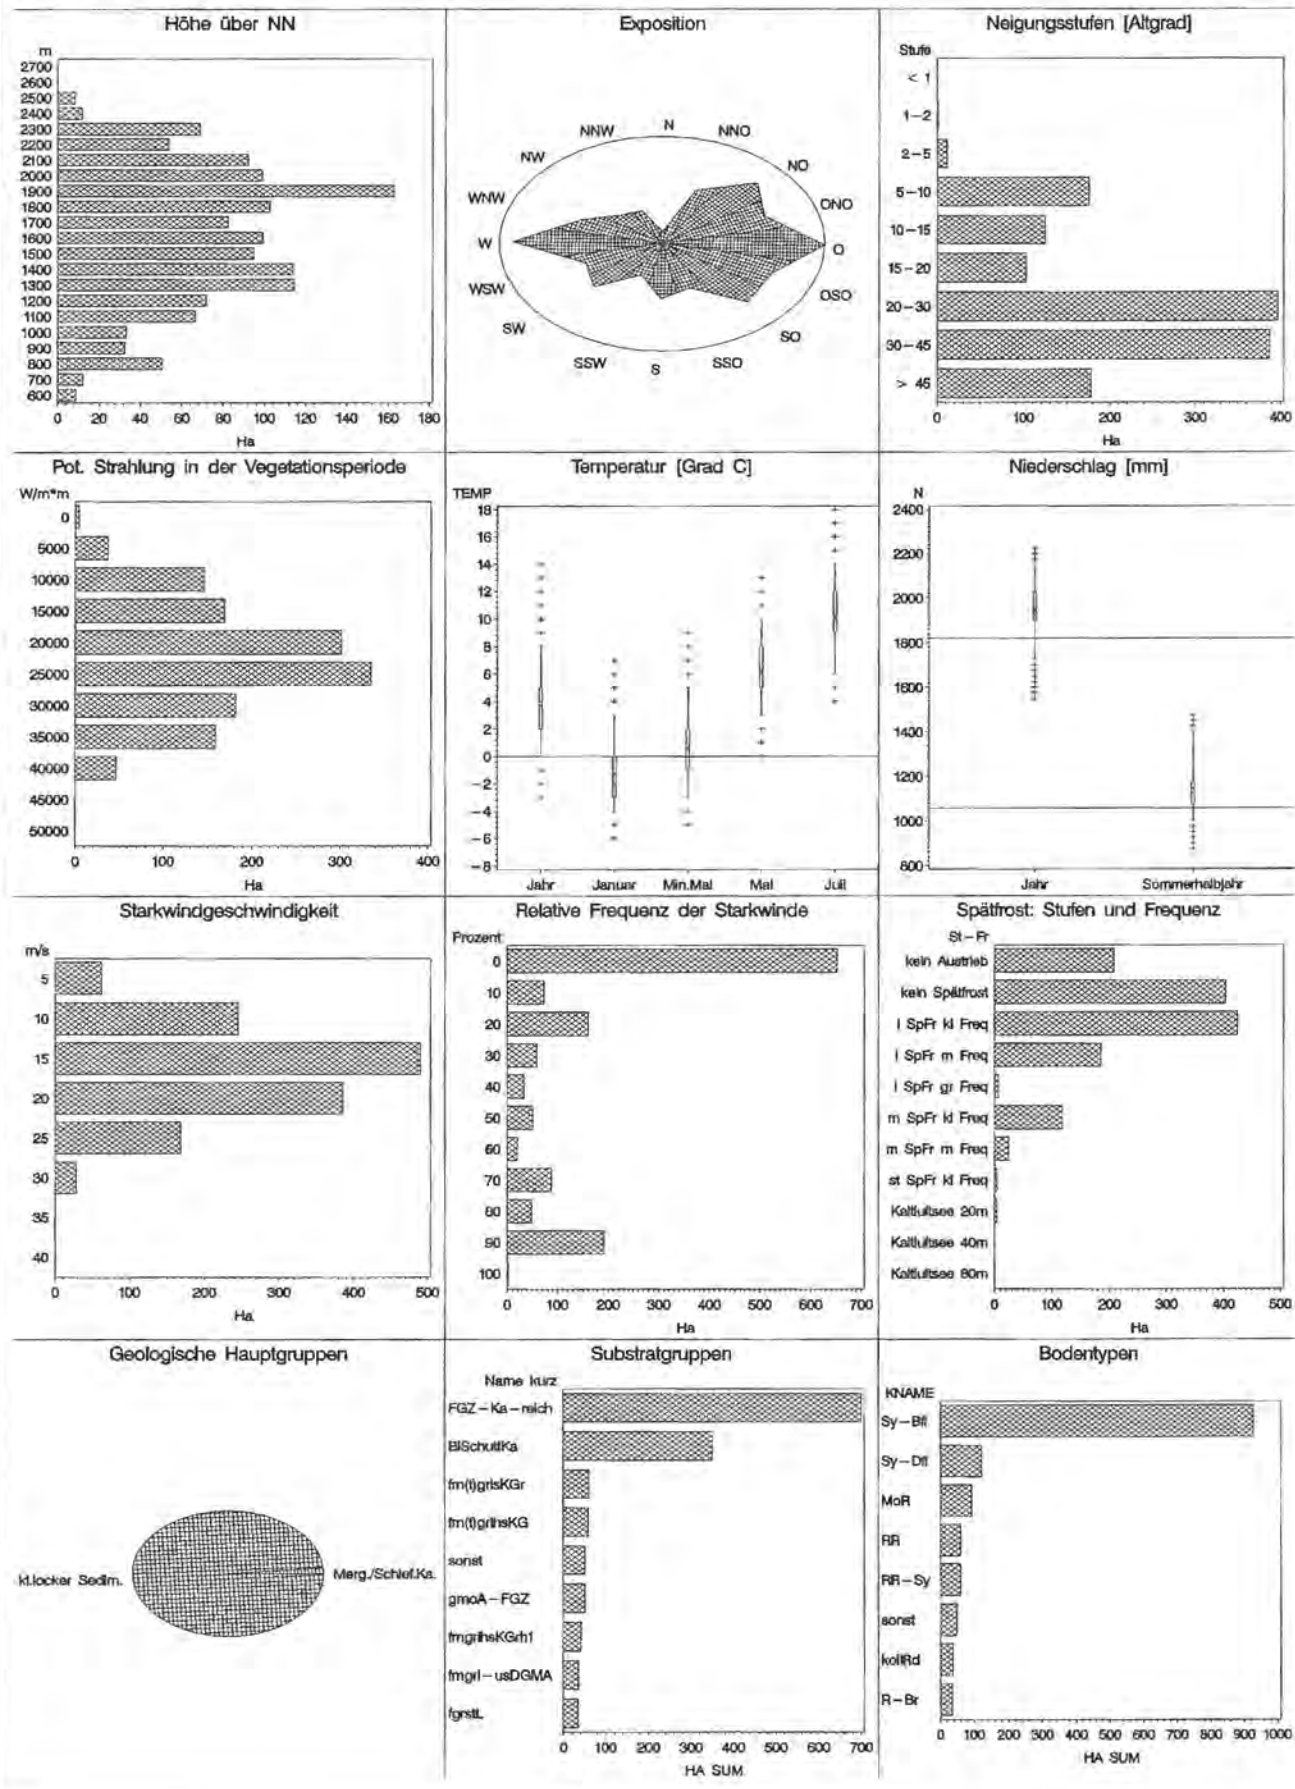 Höhe über NN
m
2700
2600
2500
2400
2300
2200
2100
2000
1900
1800
1700
1600
1500
1400
1300
1200
1100
1000
900
800
700
600
0 20 40 60 80 100 120 140 160 180
Ha
Exposition
N
NNO
NO
ONO
O
OSO
SO
SSO
S
SSW
SW
WSW
W
WNW
NW
NNW
Neigungsstufen [Altgrad]
Stufe
< 1
1-2
2-5
5-10
10-15
15-20
20-30
30-45
> 45
0 100 200 300 400
Ha
Pot. Strahlung in der Vegetationsperiode
W/m*m
0
5000
10000
15000
20000
25000
30000
35000
40000
45000
50000
0 100 200 300 400
Ha
Temperatur [Grad C]
TEMP
18
16
14
12
10
8
6
4
2
0
-2
-4
-6
-8
Jahr Januar Min.Mai Mai Juli
Niederschlag [mm]
N
2400
2200
2000
1800
1600
1400
1200
1000
800
Jahr Sommerhalbjahr
Starkwindgeschwindigkeit
m/s
5
10
15
20
25
30
35
40
0 100 200 300 400 500
Ha
Relative Frequenz der Starkwinde
Prozent
0
10
20
30
40
50
60
70
80
90
100
0 100 200 300 400 500 600 700
Ha
Spätfrost: Stufen und Frequenz
St-Fr
kein Austrieb
kein Spätfrost
l SpFr kl Freq
l SpFr m Freq
l SpFr gr Freq
m SpFr kl Freq
m SpFr m Freq
st SpFr kl Freq
Kaltluftsee 20m
Kaltluftsee 40m
Kaltluftsee 80m
0 100 200 300 400 500
Ha
Geologische Hauptgruppen
kl.locker Sedim.
Merg./Schief.Ka.
Substratgruppen
Name kurz
FGZ-Ka-reich
BlSchuttKa
fm(t)grlsKGr
fm(t)grlhsKG
sonst
gmoA-FGZ
fmgrlhsKGrh1
fmgrl-usDGMA
fgrstL
0 100 200 300 400 500 600 700
HA SUM
Bodentypen
KNAME
Sy-Bfl
Sy-Dfl
MoR
RR
RR-Sy
sonst
kollRd
R-Br
0 100 200 300 400 500 600 700 800 900 1000
HA SUM